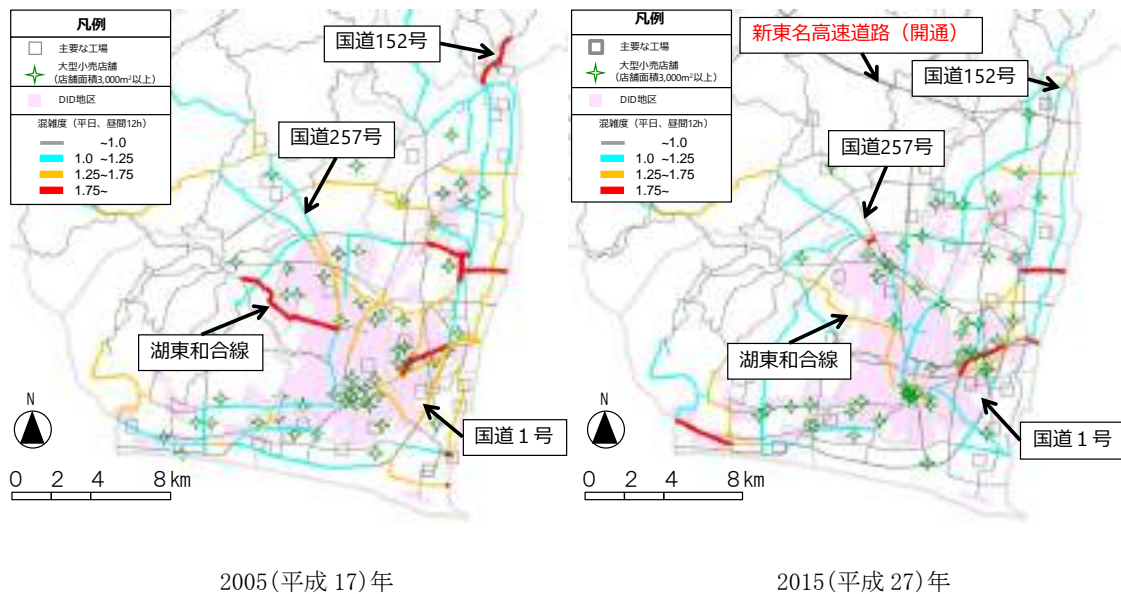 凡例
主要な工場
大型小売店舗
(店舗面積3,000m²以上)
DID地区
混雑度（平日、昼間12h）
~1.0
1.0 ~1.25
1.25~1.75
1.75~
国道152号
国道257号
湖東和合線
国道１号
N
0 2 4 8 km
2005(平成 17)年
凡例
主要な工場
大型小売店舗
(店舗面積3,000m²以上)
DID地区
混雑度（平日、昼間12h）
~1.0
1.0 ~1.25
1.25~1.75
1.75~
新東名高速道路（開通）
国道152号
国道257号
湖東和合線
国道１号
N
0 2 4 8 km
2015(平成 27)年